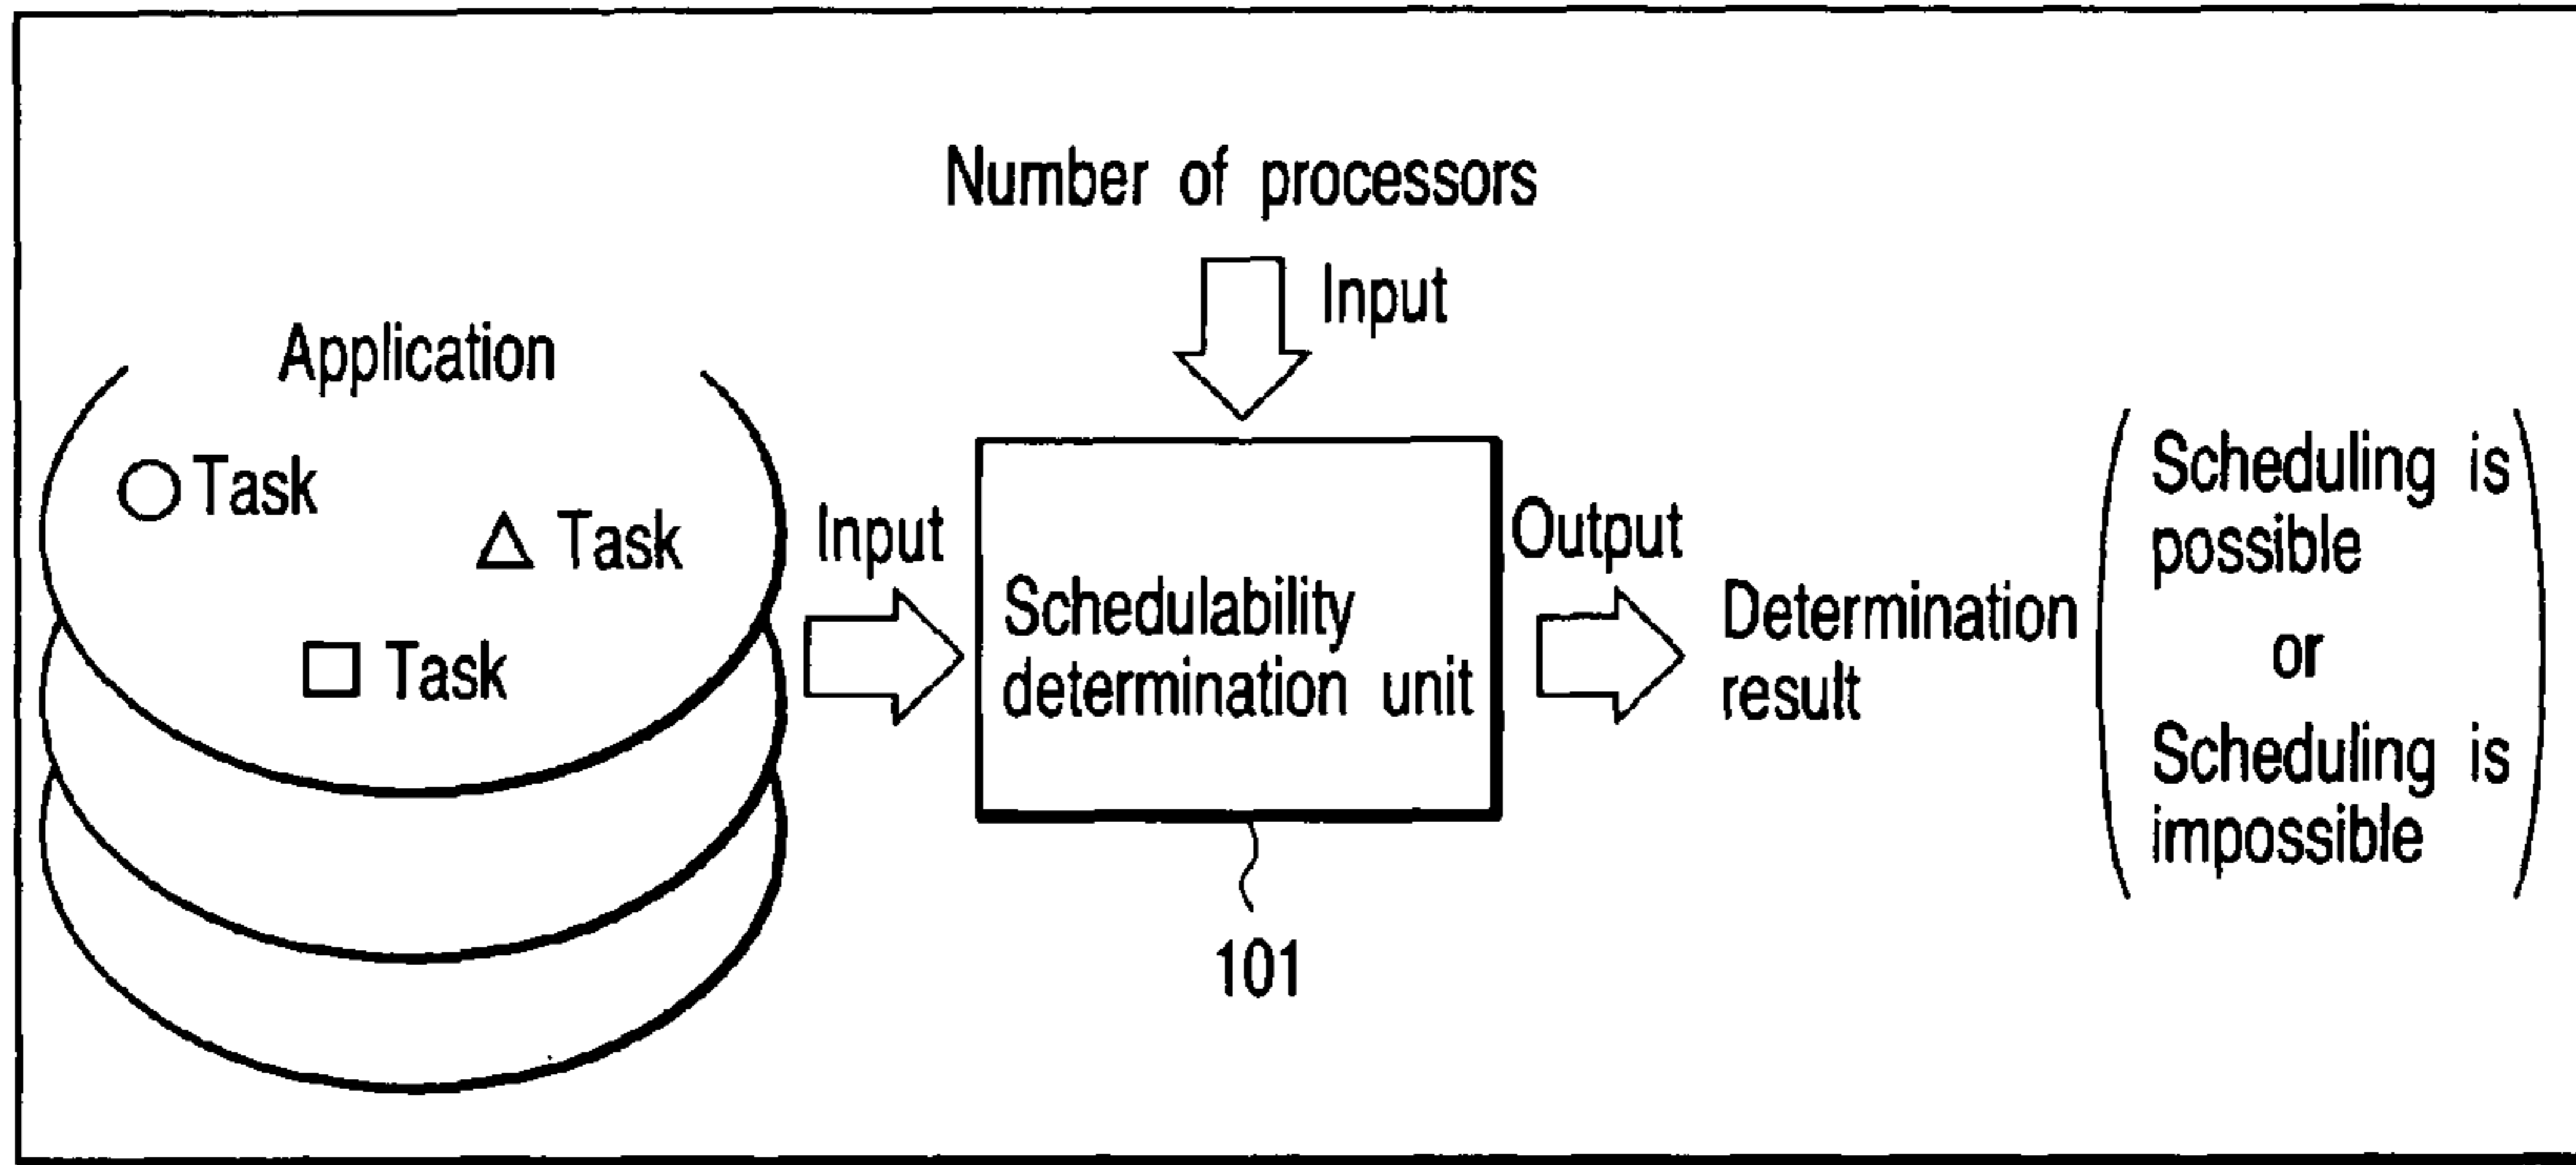 Number of processors
Input
Application
Task
Task
Task
Input
Schedulability
determination unit
Output
Determination
result
Scheduling is
possible
or
Scheduling is
impossible
101